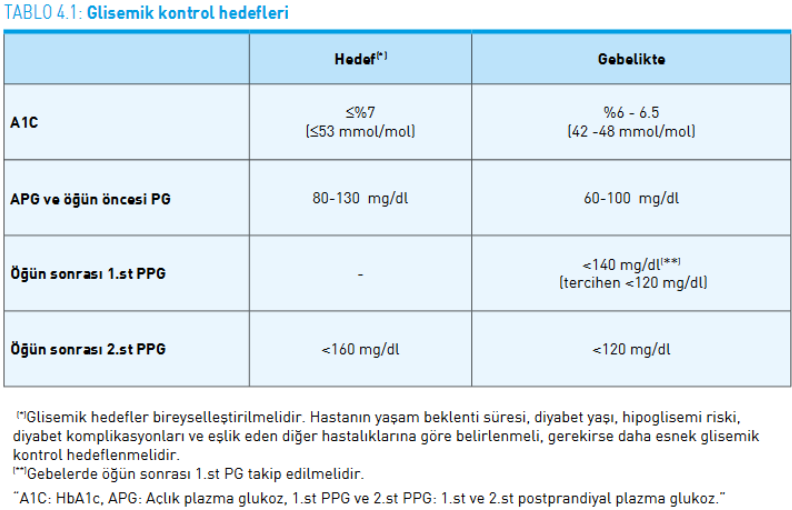 TABLO 4.1: Glisemik kontrol hedefleri
Hedef(*) Gebelikte
A1C ≤%7 (≤53 mmol/mol) %6 - 6.5 (42 -48 mmol/mol)
APG ve öğün öncesi PG 80-130 mg/dl 60-100 mg/dl
Öğün sonrası 1.st PPG - <140 mg/dl(**) (tercihen <120 mg/dl)
Öğün sonrası 2.st PPG <160 mg/dl <120 mg/dl
(*)Glisemik hedefler bireyselleştirilmelidir. Hastanın yaşam beklenti süresi, diyabet yaşı, hipoglisemi riski,
diyabet komplikasyonları ve eşlik eden diğer hastalıklarına göre belirlenmeli, gerekirse daha esnek glisemik
kontrol hedeflenmelidir.
(**)Gebelerde öğün sonrası 1.st PG takip edilmelidir.
"A1C: HbA1c, APG: Açlık plazma glukoz, 1.st PPG ve 2.st PPG: 1.st ve 2.st postprandiyal plazma glukoz."